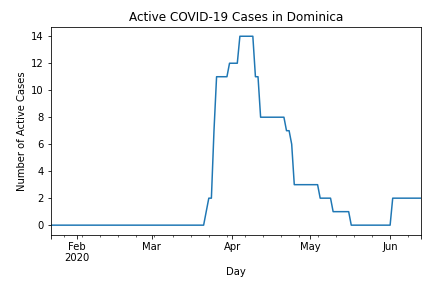 Active COVID-19 Cases in Dominica
14
12
10
8
6
4
2
0
Number of Active Cases
Feb
2020
Mar
Apr
May
Jun
Day